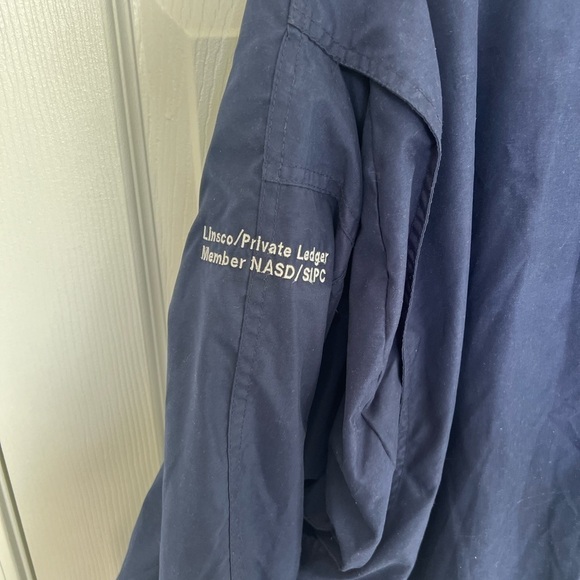 Linsco/Private Ledger
Member NASD/SIPC